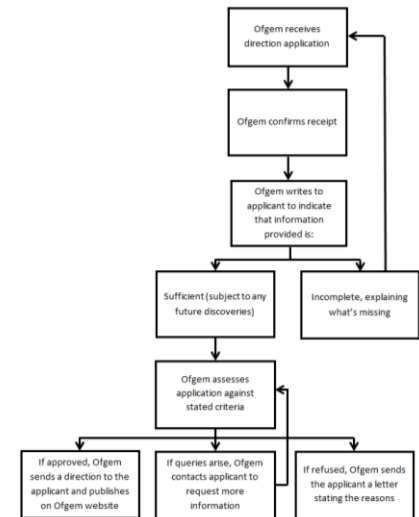 Ofgem receives
direction application
Ofgem confirms receipt
Ofgem writes to
applicant to indicate
that information
provided is:
Sufficient (subject to any
future discoveries)
Incomplete, explaining
what's missing
Ofgem assesses
application against
stated criteria
If approved, Ofgem
sends a direction to the
applicant and publishes
on Ofgem website
If queries arise, Ofgem
contacts applicant to
request more
information
If refused, Ofgem sends
the applicant a letter
stating the reasons